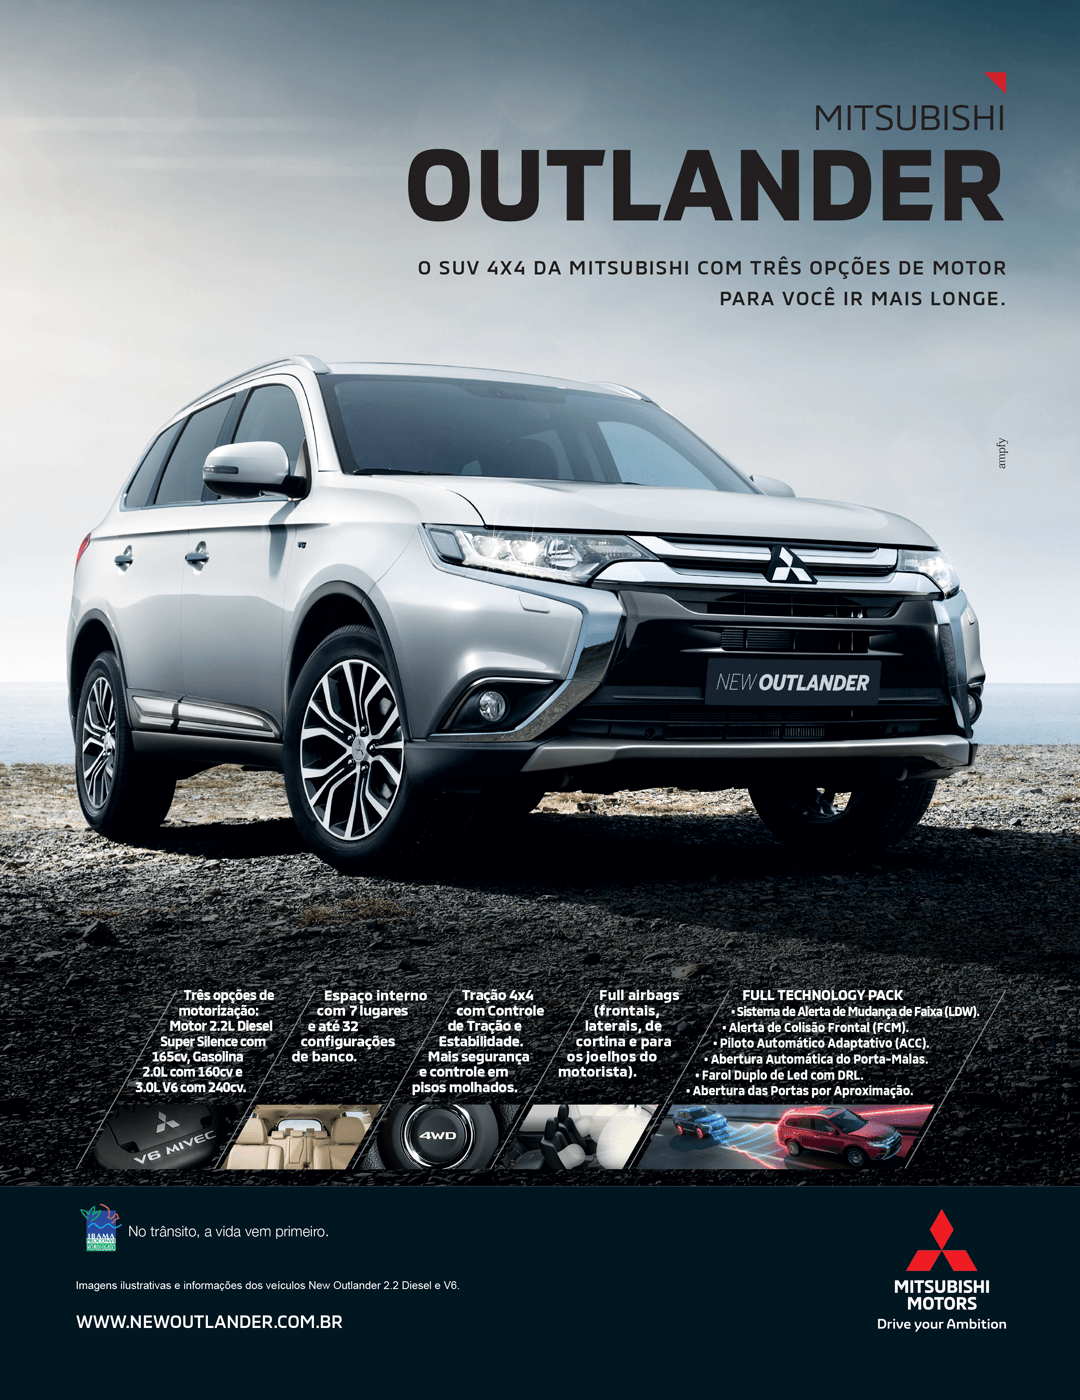 MITSUBISHI
OUTLANDER
O SUV 4X4 DA MITSUBISHI COM TRÊS OPÇÕES DE MOTOR
PARA VOCÊ IR MAIS LONGE.
ampfy
V6
NEW OUTLANDER
Três opções de
motorização:
Motor 2.2L Diesel
Super Silence com
165cv, Gasolina
2.0L com 160cv e
3.0L V6 com 240cv.
Espaço interno
com 7 lugares
e até 32
configurações
de banco.
Tração 4x4
com Controle
de Tração e
Estabilidade.
Mais segurança
e controle em
pisos molhados.
Full airbags
(frontais,
laterais, de
cortina e para
os joelhos do
motorista).
FULL TECHNOLOGY PACK
• Sistema de Alerta de Mudança de Faixa (LDW).
• Alerta de Colisão Frontal (FCM).
• Piloto Automático Adaptativo (ACC).
• Abertura Automática do Porta-Malas.
• Farol Duplo de Led com DRL.
• Abertura das Portas por Aproximação.
V6 MIVEC
4WD
IBAMA
No trânsito, a vida vem primeiro.
Imagens ilustrativas e informações dos veículos New Outlander 2.2 Diesel e V6.
WWW.NEWOUTLANDER.COM.BR
MITSUBISHI
MOTORS
Drive your Ambition